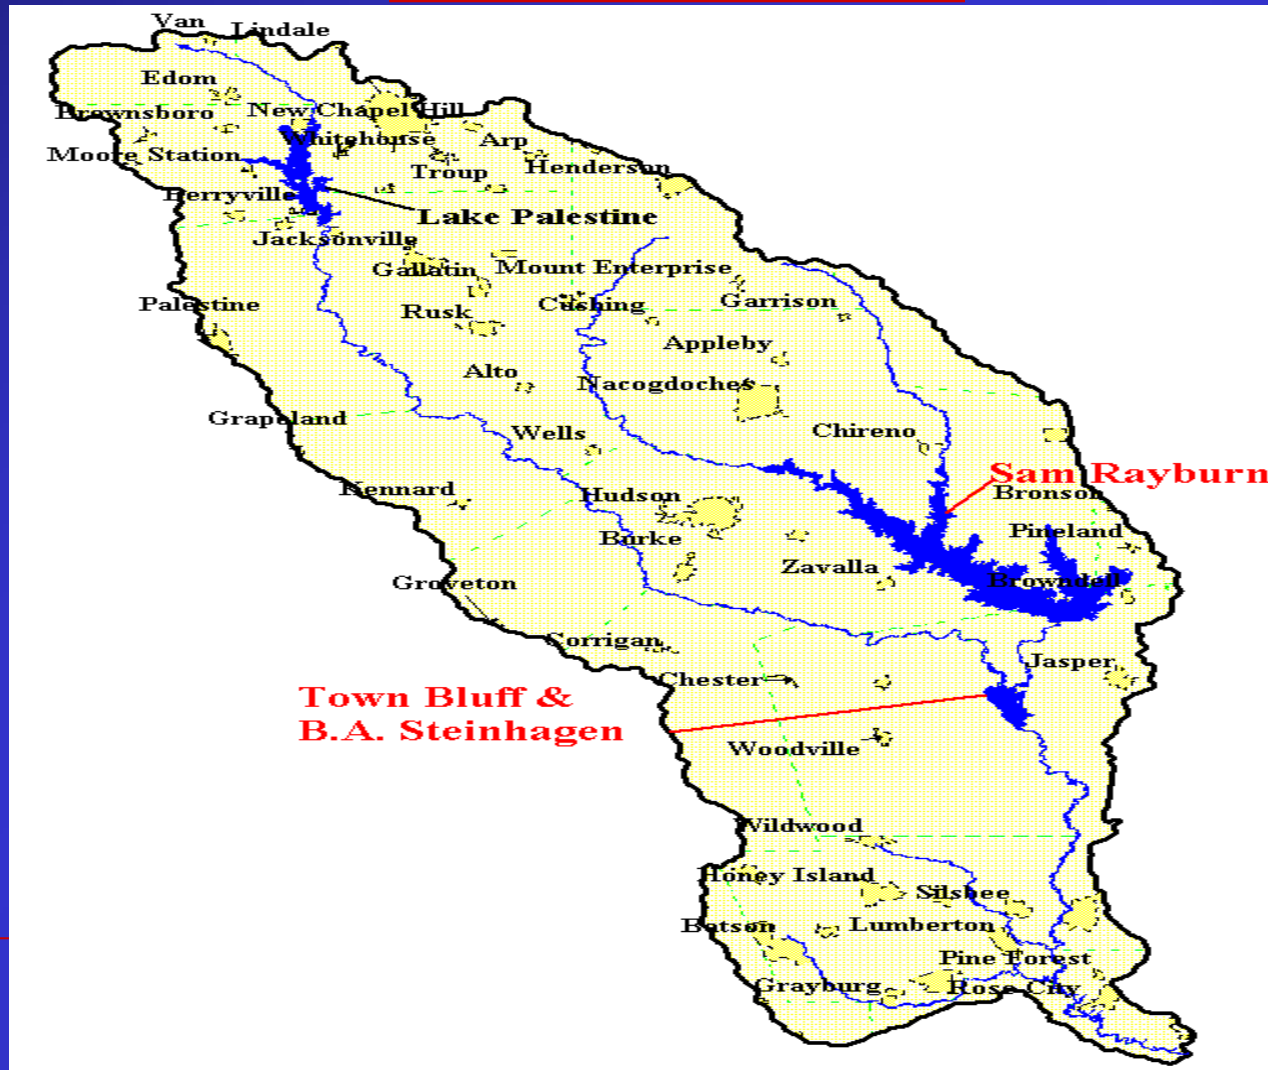 Van
Lindale
Edom
Brownsboro
New Chapel Hill
Whitehouse
Arp
Moore Station
Troup
Henderson
Berryville
Lake Palestine
Jacksonville
Gallatin
Mount Enterprise
Palestine
Rusk
Cushing
Garrison
Appleby
Alto
Nacogdoches
Grapeland
Wells
Chireno
Sam Rayburn
Kennard
Hudson
Bronson
Burke
Pineland
Zavalla
Groveton
Browndell
Corrigan
Jasper
Chester
Town Bluff &
B.A. Steinhagen
Woodville
Wildwood
Honey Island
Silsbee
Batson
Lumberton
Pine Forest
Grayburg
Rose City